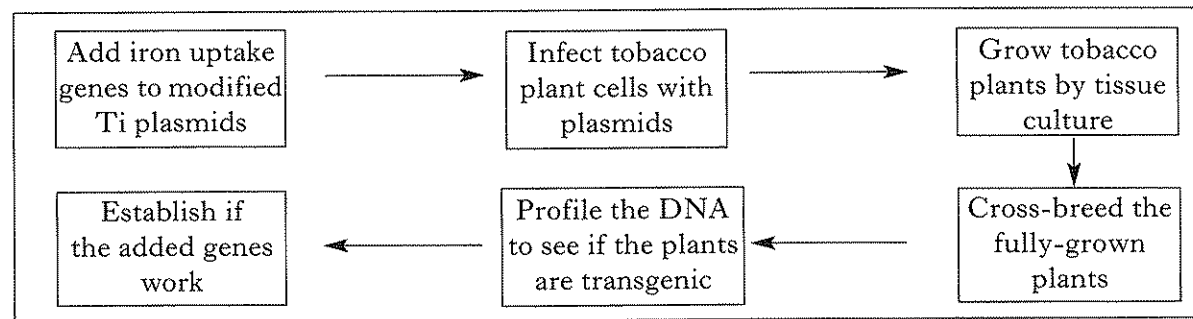 Add iron uptake
genes to modified
Ti plasmids
Infect tobacco
plant cells with
plasmids
Grow tobacco
plants by tissue
culture
Cross-breed the
fully-grown
plants
Profile the DNA
to see if the plants
are transgenic
Establish if
the added genes
work